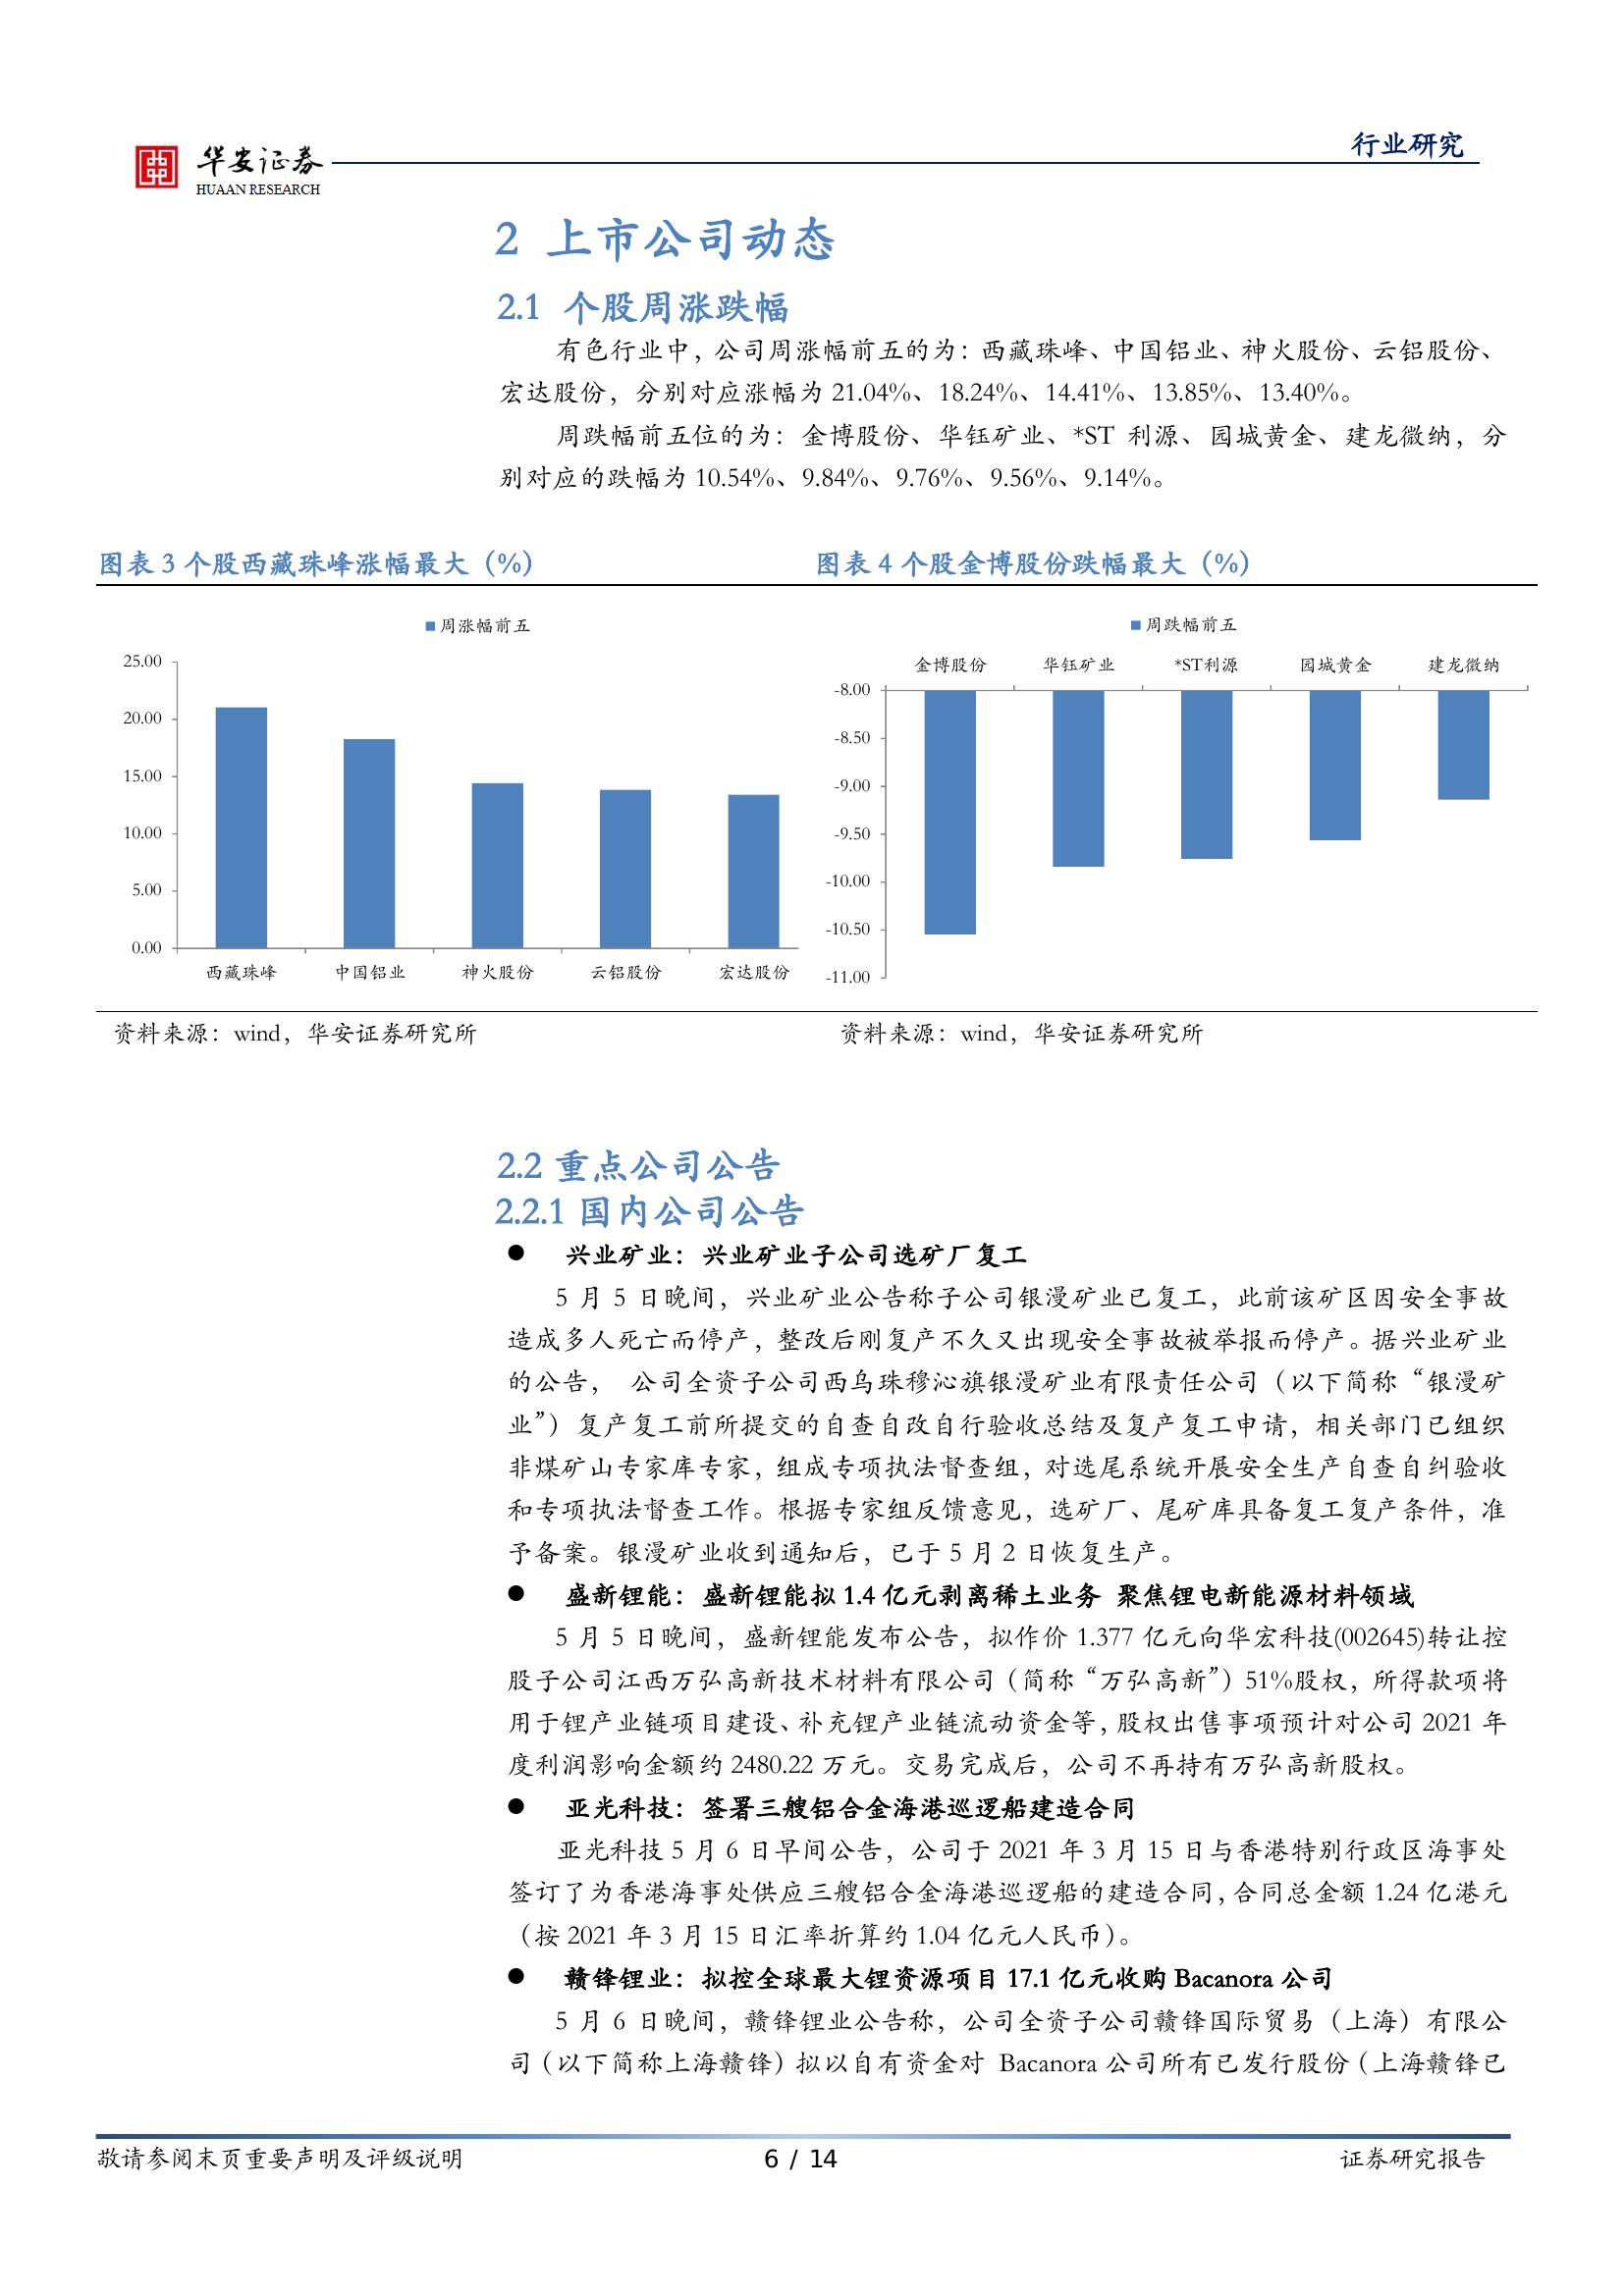 行业研究
华安证券
HUAAN RESEARCH
2 上市公司动态
2.1 个股周涨跌幅
有色行业中，公司周涨幅前五的为：西藏珠峰、中国铝业、神火股份、云铝股份、
宏达股份，分别对应涨幅为 21.04%、18.24%、14.41%、13.85%、13.40%。
周跌幅前五位的为：金博股份、华钰矿业、*ST 利源、园城黄金、建龙微纳，分
别对应的跌幅为 10.54%、9.84%、9.76%、9.56%、9.14%。
图表 3 个股西藏珠峰涨幅最大（%）
周涨幅前五
25.00
20.00
15.00
10.00
5.00
0.00
西藏珠峰 中国铝业 神火股份 云铝股份 宏达股份
资料来源：wind，华安证券研究所
图表 4 个股金博股份跌幅最大（%）
周跌幅前五
金博股份 华钰矿业 *ST利源 园城黄金 建龙微纳
-8.00
-8.50
-9.00
-9.50
-10.00
-10.50
-11.00
资料来源：wind，华安证券研究所
2.2 重点公司公告
2.2.1 国内公司公告
● 兴业矿业：兴业矿业子公司选矿厂复工
5 月 5 日晚间，兴业矿业公告称子公司银漫矿业已复工，此前该矿区因安全事故
造成多人死亡而停产，整改后刚复产不久又出现安全事故被举报而停产。据兴业矿业
的公告， 公司全资子公司西乌珠穆沁旗银漫矿业有限责任公司（以下简称“银漫矿
业”）复产复工前所提交的自查自改自行验收总结及复产复工申请，相关部门已组织
非煤矿山专家库专家，组成专项执法督查组，对选尾系统开展安全生产自查自纠验收
和专项执法督查工作。根据专家组反馈意见，选矿厂、尾矿库具备复工复产条件，准
予备案。银漫矿业收到通知后，已于 5 月 2 日恢复生产。
● 盛新锂能：盛新锂能拟 1.4 亿元剥离稀土业务 聚焦锂电新能源材料领域
5 月 5 日晚间，盛新锂能发布公告，拟作价 1.377 亿元向华宏科技(002645)转让控
股子公司江西万弘高新技术材料有限公司（简称“万弘高新”）51%股权，所得款项将
用于锂产业链项目建设、补充锂产业链流动资金等，股权出售事项预计对公司 2021 年
度利润影响金额约 2480.22 万元。交易完成后，公司不再持有万弘高新股权。
● 亚光科技：签署三艘铝合金海港巡逻船建造合同
亚光科技 5 月 6 日早间公告，公司于 2021 年 3 月 15 日与香港特别行政区海事处
签订了为香港海事处供应三艘铝合金海港巡逻船的建造合同，合同总金额 1.24 亿港元
（按 2021 年 3 月 15 日汇率折算约 1.04 亿元人民币）。
● 赣锋锂业：拟控全球最大锂资源项目 17.1 亿元收购 Bacanora 公司
5 月 6 日晚间，赣锋锂业公告称，公司全资子公司赣锋国际贸易（上海）有限公
司（以下简称上海赣锋）拟以自有资金对 Bacanora 公司所有已发行股份（上海赣锋已
敬请参阅末页重要声明及评级说明
6 / 14
证券研究报告